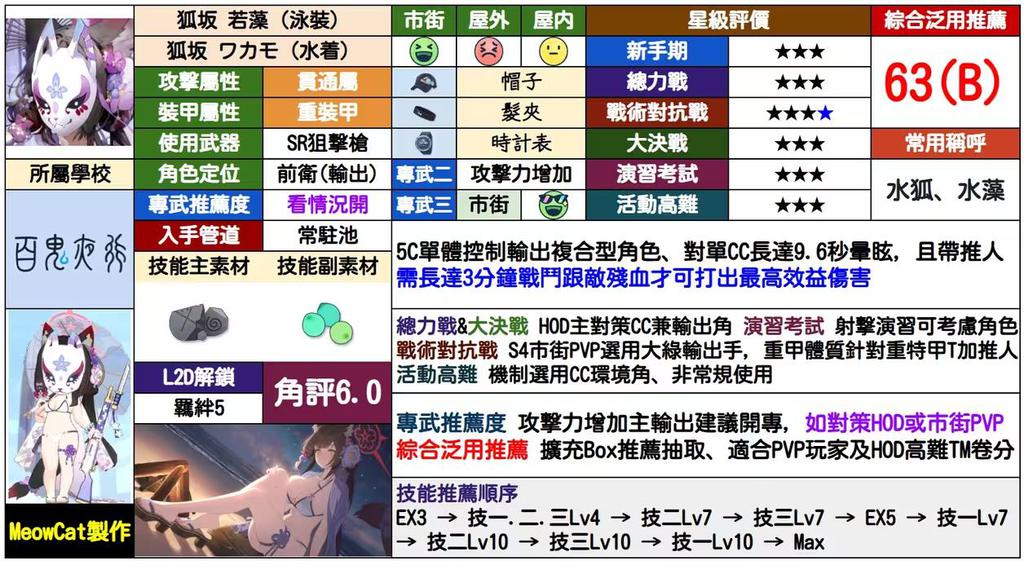 狐坂 若藻（泳裝）
狐坂 ワカモ（水着）
攻擊屬性 貫通屬
裝甲屬性 重裝甲
使用武器 SR狙擊槍
角色定位 前衛(輸出)
專武推薦度 看情況開
入手管道 常駐池
技能主素材 技能副素材
L2D解鎖
羈絆5
角評6.0
所屬學校
百鬼夜行
MeowCat製作
市街 屋外 屋內
帽子
髮夾
時計表
專武二 攻擊力增加
專武三 市街
星級評價
新手期 ★★★
總力戰 ★★★
戰術對抗戰 ★★★★
大決戰 ★★★
演習考試 ★★★
活動高難 ★★★
綜合泛用推薦
63(B)
常用稱呼
水狐、水藻
5C單體控制輸出複合型角色、對單CC長達9.6秒暈眩，且帶推人
需長達3分鐘戰鬥跟敵殘血才可打出最高效益傷害
總力戰&大決戰 HOD主對策CC兼輸出角 演習考試 射擊演習可考慮角色
戰術對抗戰 S4市街PVP選用大綠輸出手，重甲體質針對重特甲T加推人
活動高難 機制選用CC環境角、非常規使用
專武推薦度 攻擊力增加主輸出建議開專，如對策HOD或市街PVP
綜合泛用推薦 擴充Box推薦抽取、適合PVP玩家及HOD高難TM卷分
技能推薦順序
EX3 → 技一.二.三Lv4 → 技二Lv7 → 技三Lv7 → EX5 → 技一Lv7
→ 技二Lv10 → 技三Lv10 → 技一Lv10 → Max